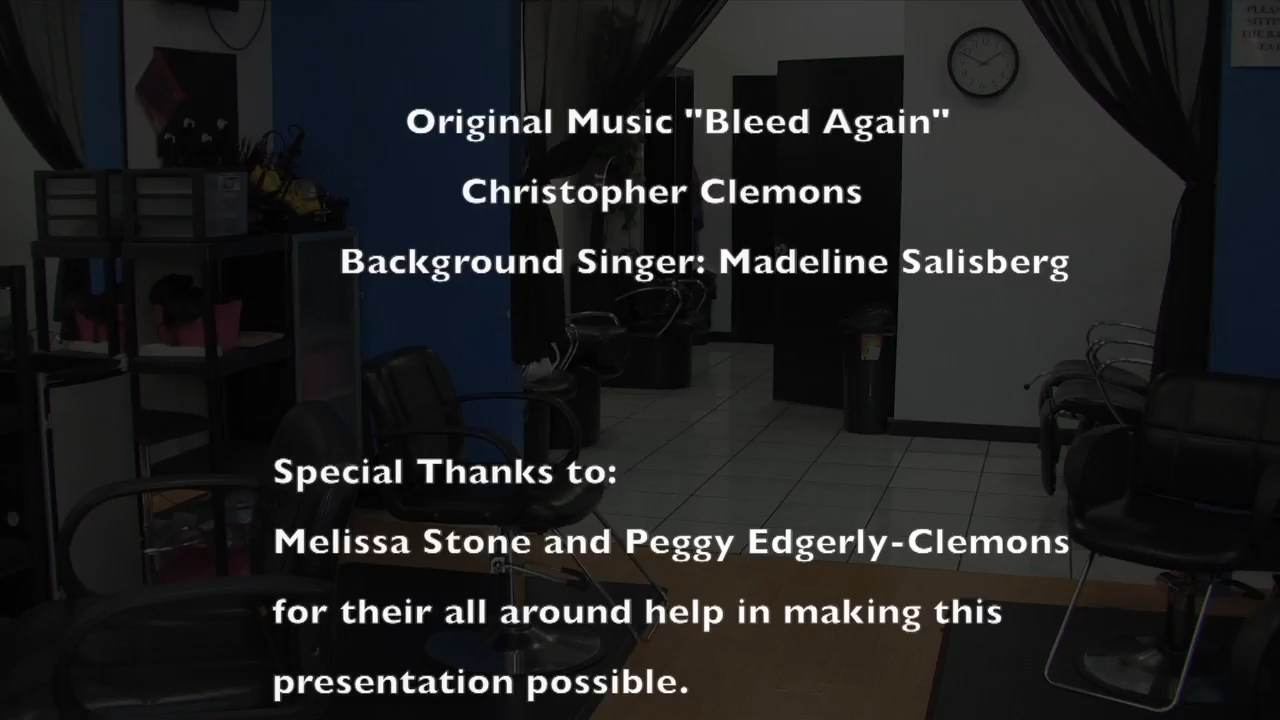 Original Music "Bleed Again"
Christopher Clemons
Background Singer: Madeline Salisberg
Special Thanks to:
Melissa Stone and Peggy Edgerly-Clemons
for their all around help in making this
presentation possible.